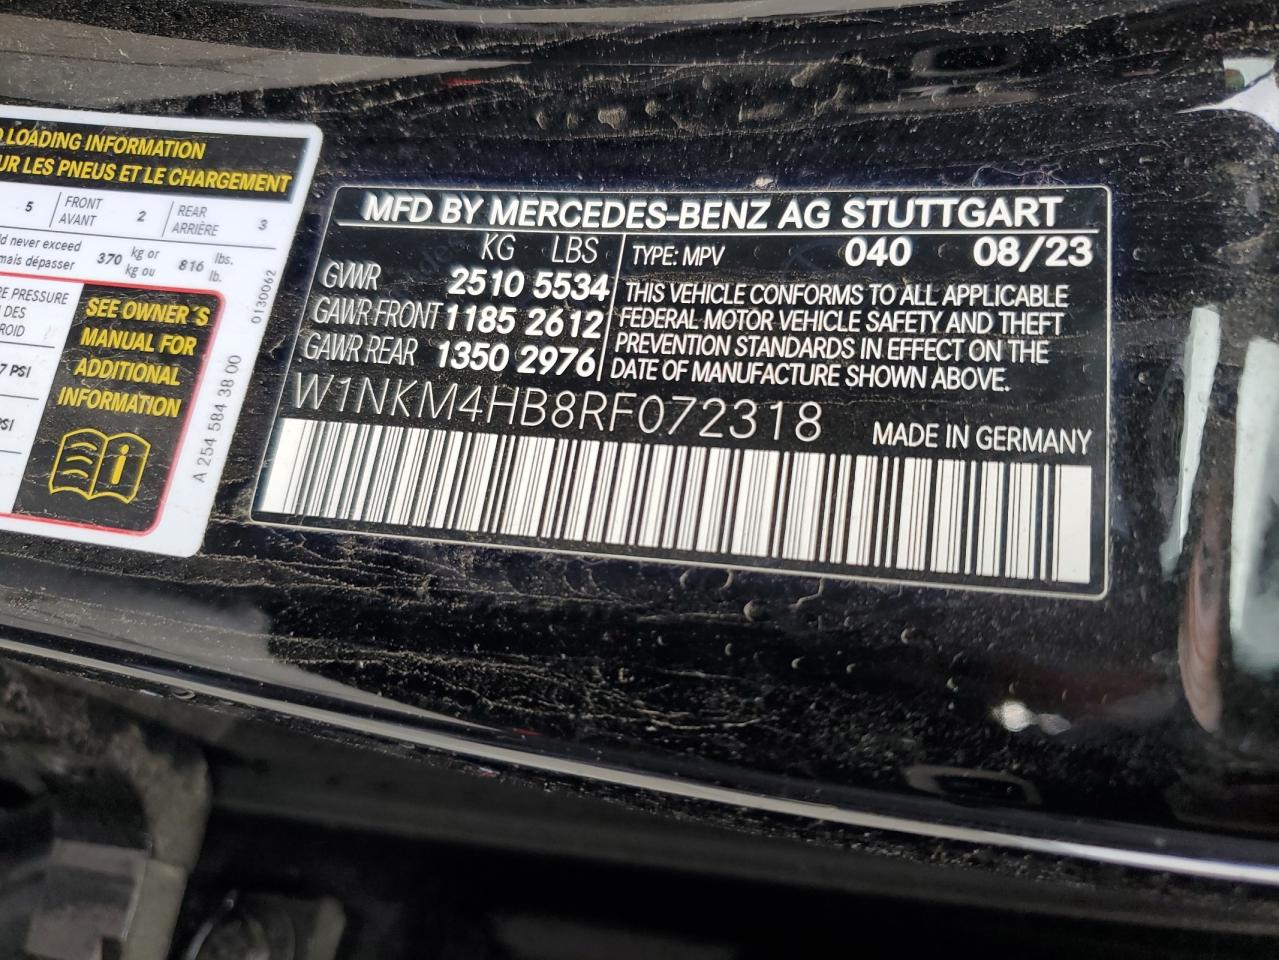 LOADING INFORMATION
UR LES PNEUS ET LE CHARGEMENT
5 FRONT AVANT 2 REAR ARRIÈRE 3
never exceed 370 kg or 816 lbs.
mais dépasser kg ou lb.
PRESSURE
DES
7 PSI
SEE OWNER´S
MANUAL FOR
ADDITIONAL
INFORMATION
0130062
A 254 584 38 00
MFD BY MERCEDES-BENZ AG STUTTGART
KG LBS
GVWR 2510 5534
GAWR FRONT 1185 2612
GAWR REAR 1350 2976
TYPE: MPV 040 08/23
THIS VEHICLE CONFORMS TO ALL APPLICABLE
FEDERAL MOTOR VEHICLE SAFETY AND THEFT
PREVENTION STANDARDS IN EFFECT ON THE
DATE OF MANUFACTURE SHOWN ABOVE.
W1NKM4HB8RF072318
MADE IN GERMANY